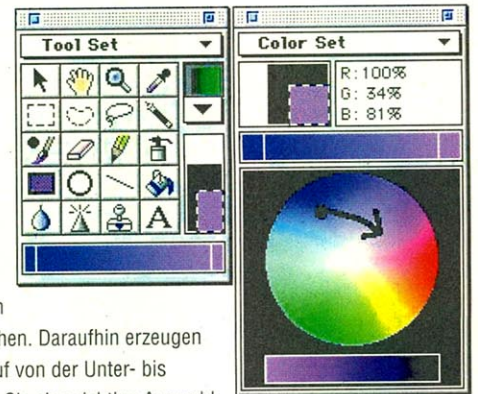 Tool Set
Color Set
R:100%
G: 34%
B: 81%
A
hen. Daraufhin erzeugen
uf von der Unter- bis